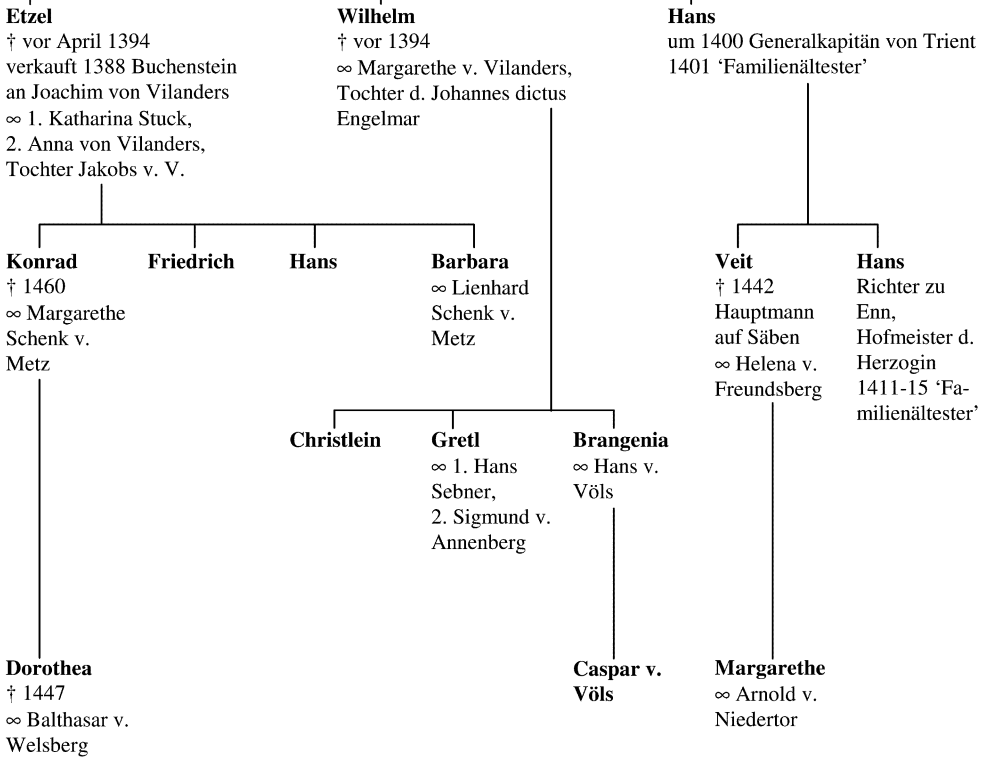 Etzel
† vor April 1394
verkauft 1388 Buchenstein
an Joachim von Vilanders
∞ 1. Katharina Stuck,
2. Anna von Vilanders,
Tochter Jakobs v. V.
Wilhelm
† vor 1394
∞ Margarethe v. Vilanders,
Tochter d. Johannes dictus
Engelmar
Hans
um 1400 Generalkapitän von Trient
1401 ‘Familienältester’
Konrad
† 1460
∞ Margarethe
Schenk v.
Metz
Friedrich
Hans
Barbara
∞ Lienhard
Schenk v.
Metz
Veit
† 1442
Hauptmann
auf Säben
∞ Helena v.
Freundsberg
Hans
Richter zu
Enn,
Hofmeister d.
Herzogin
1411-15 ‘Fa-
milienältester’
Christlein
Gretl
∞ 1. Hans
Sebner,
2. Sigmund v.
Annenberg
Brangenia
∞ Hans v.
Völs
Dorothea
† 1447
∞ Balthasar v.
Welsberg
Caspar v.
Völs
Margarethe
∞ Arnold v.
Niedertor